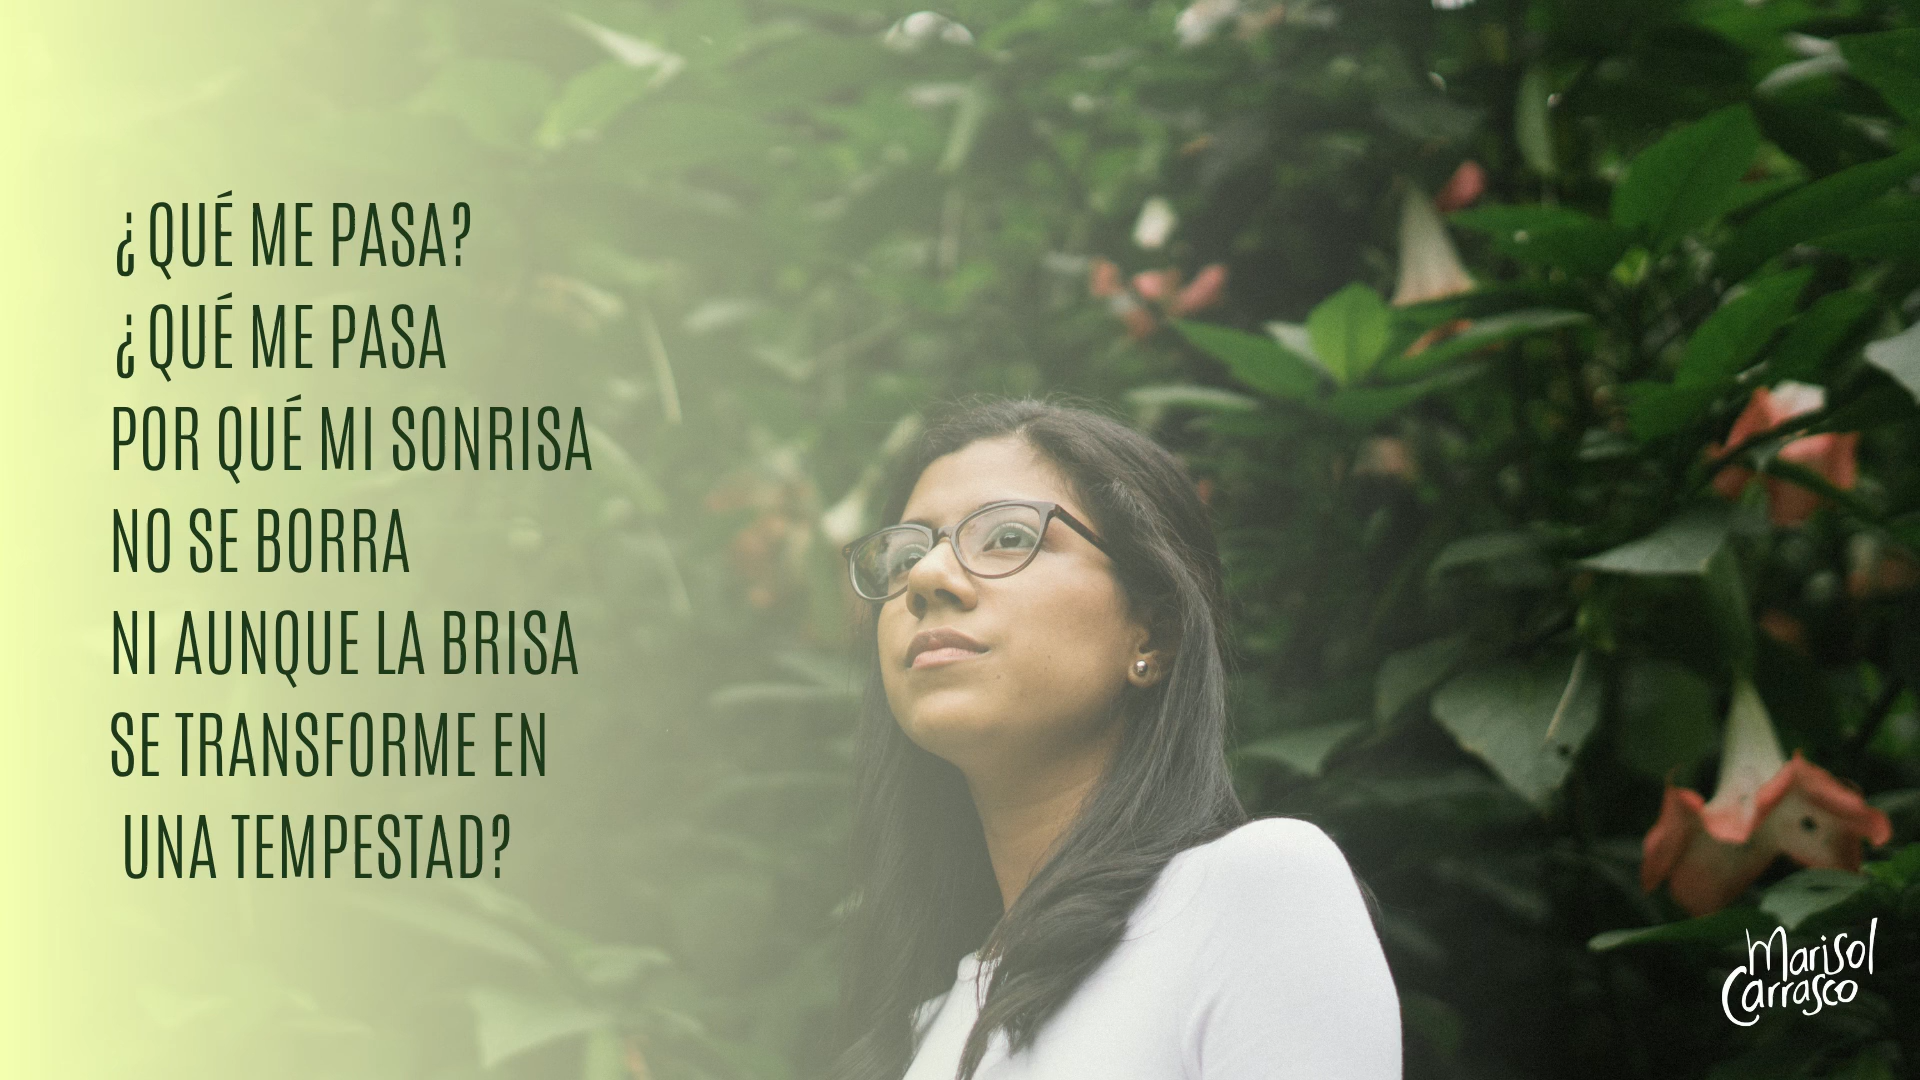 ¿QUÉ ME PASA?
¿QUÉ ME PASA
POR QUÉ MI SONRISA
NO SE BORRA
NI AUNQUE LA BRISA
SE TRANSFORME EN
UNA TEMPESTAD?
Marisol
Carrasco